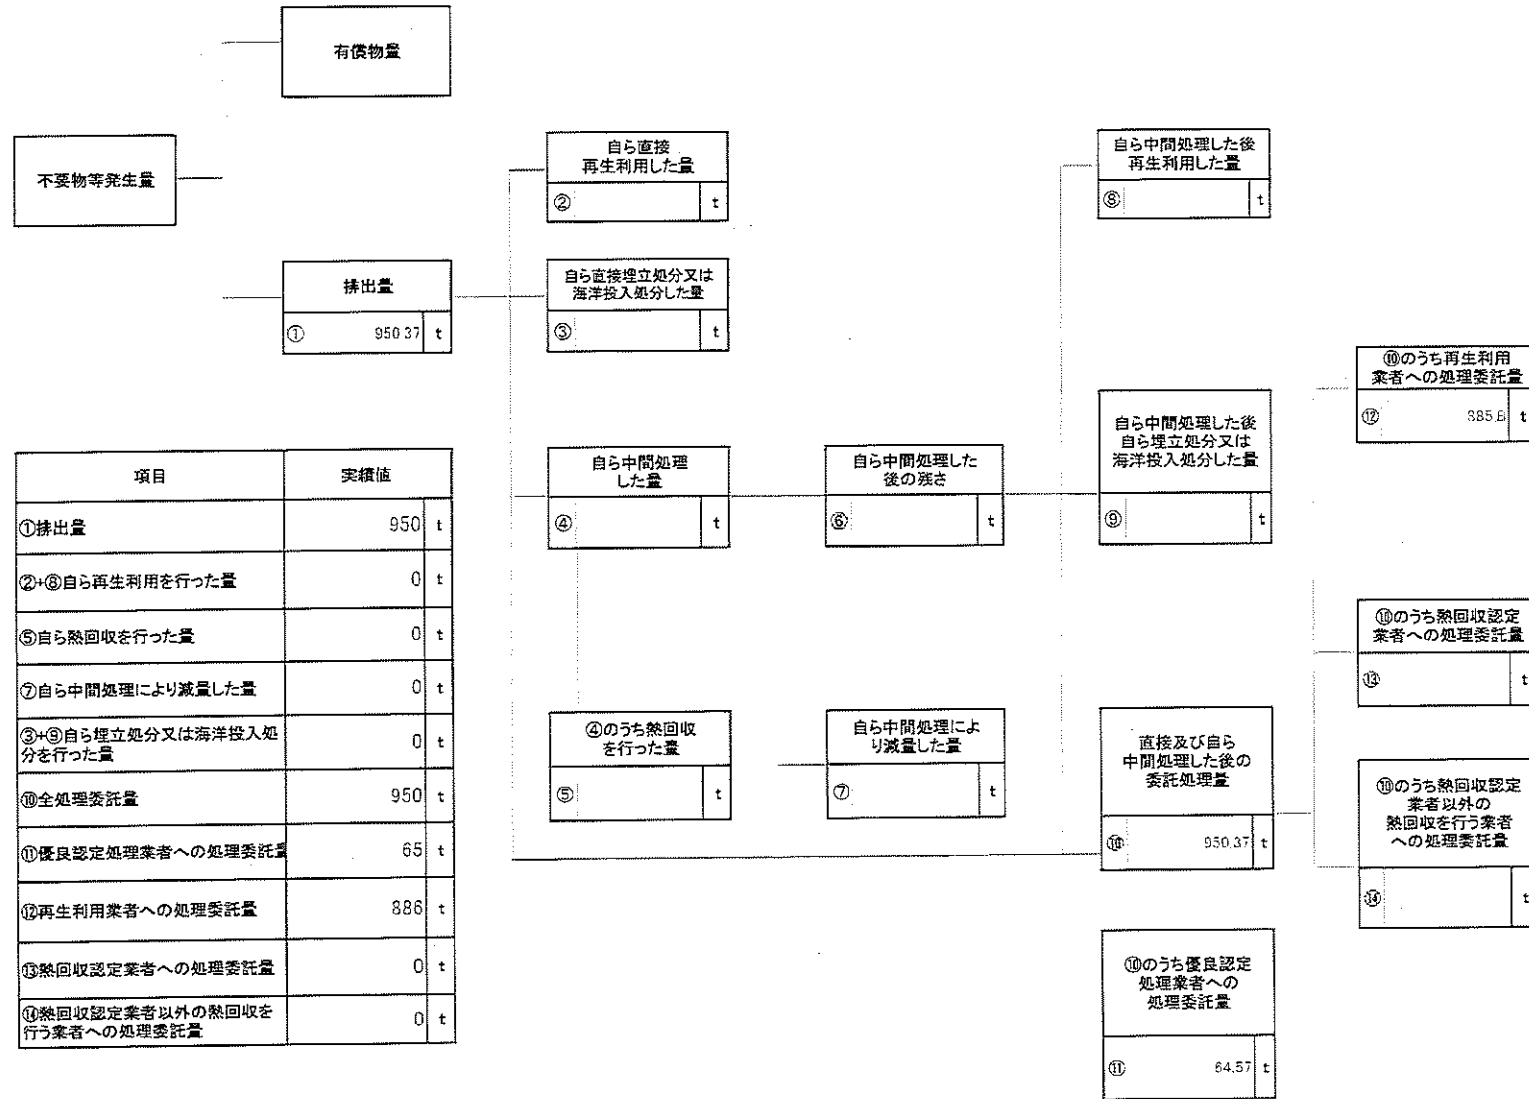 有償物量
不要物等発生量
排出量
① 950.37 t
自ら直接
再生利用した量
② t
自ら直接埋立処分又は
海洋投入処分した量
③ t
自ら中間処理
した量
④ t
④のうち熱回収
を行った量
⑤ t
自ら中間処理した
後の残さ
⑥ t
自ら中間処理によ
り減量した量
⑦ t
自ら中間処理した後
再生利用した量
⑧ t
自ら中間処理した後
自ら埋立処分又は
海洋投入処分した量
⑨ t
直接及び自ら
中間処理した後の
委託処理量
⑩ 950.37 t
⑩のうち優良認定
処理業者への
処理委託量
⑪ 64.57 t
⑩のうち再生利用
業者への処理委託量
⑫ t
⑩のうち熱回収認定
業者への処理委託量
⑬ t
⑩のうち熱回収認定
業者以外の
熱回収を行う業者
への処理委託量
⑭ t
項目 実績値
①排出量 950 t
②+⑧自ら再生利用を行った量 0 t
⑤自ら熱回収を行った量 0 t
⑦自ら中間処理により減量した量 0 t
③+⑨自ら埋立処分又は海洋投入処
分を行った量 0 t
⑩全処理委託量 950 t
⑪優良認定処理業者への処理委託量 65 t
⑫再生利用業者への処理委託量 886 t
⑬熱回収認定業者への処理委託量 0 t
⑭熱回収認定業者以外の熱回収を
行う業者への処理委託量 0 t